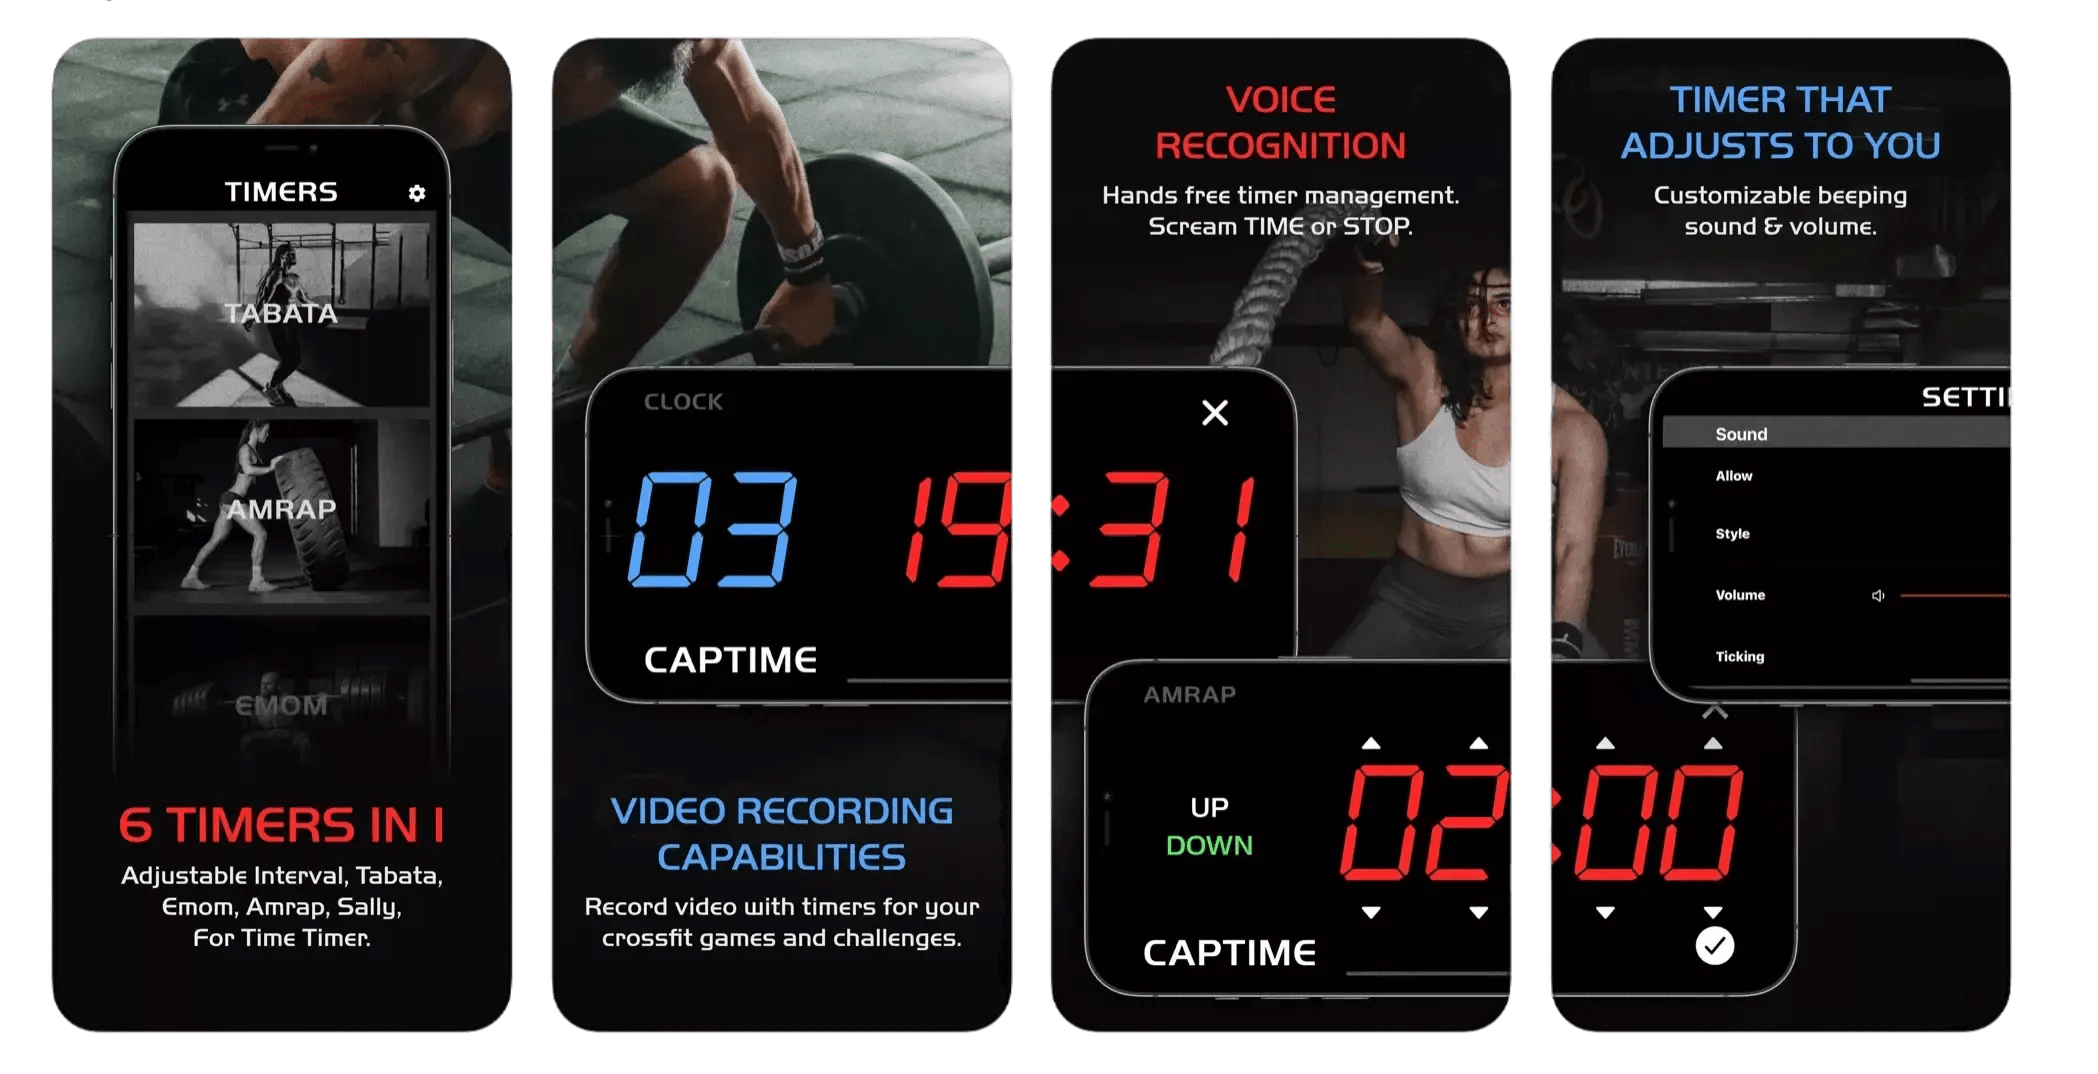 TIMERS
TABATA
AMRAP
EMOM
6 TIMERS IN 1
Adjustable Interval, Tabata,
Emom, Amrap, Sally,
For Time Timer.
CLOCK
03 19:31
CAPTIME
VIDEO RECORDING
CAPABILITIES
Record video with timers for your
crossfit games and challenges.
VOICE
RECOGNITION
Hands free timer management.
Scream TIME or STOP.
AMRAP
UP
DOWN
02:00
CAPTIME
TIMER THAT
ADJUSTS TO YOU
Customizable beeping
sound & volume.
SETTI
Sound
Allow
Style
Volume
Ticking